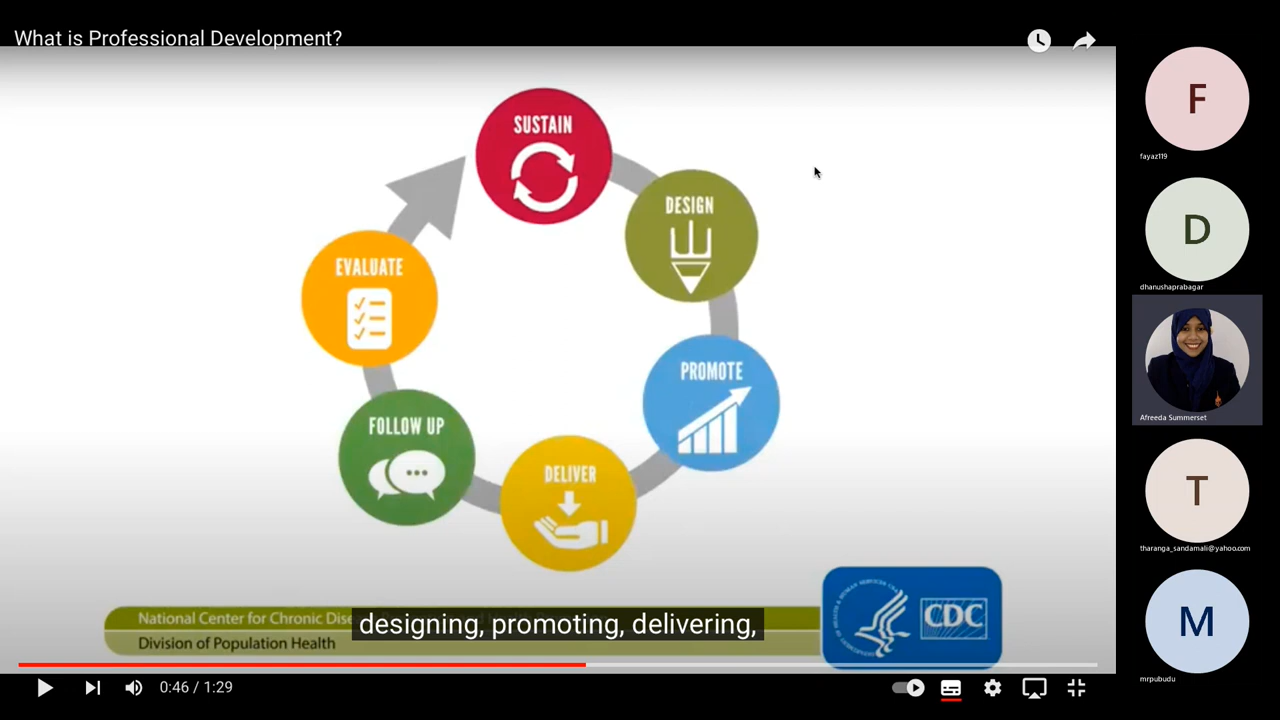 What is Professional Development?
SUSTAIN
DESIGN
EVALUATE
PROMOTE
FOLLOW UP
DELIVER
National Center for Chronic Dise
Division of Population Health
designing, promoting, delivering,
CDC
0:46 / 1:29
F
fayaz119
D
dhanushaprabagar
Afreeda Summerset
T
tharanga_sandamali@yahoo.com
M
mrpubudu